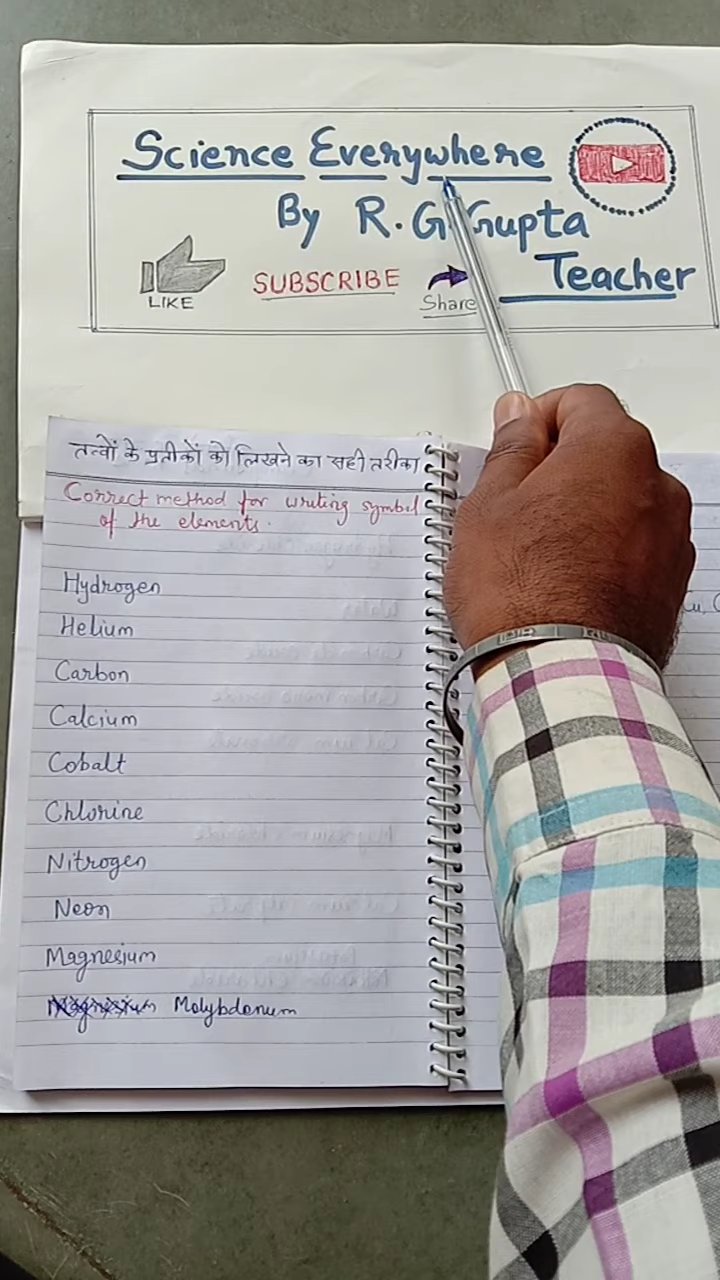 Science Everywhere
By R. G. Gupta
Teacher
LIKE
SUBSCRIBE
Share
तत्वों के प्रतीकों को लिखने का सही तरीका
Correct method for writing symbol
of the elements.
Hydrogen
Helium
Carbon
Calcium
Cobalt
Chlorine
Nitrogen
Neon
Magnesium
Magnesium Molybdenum